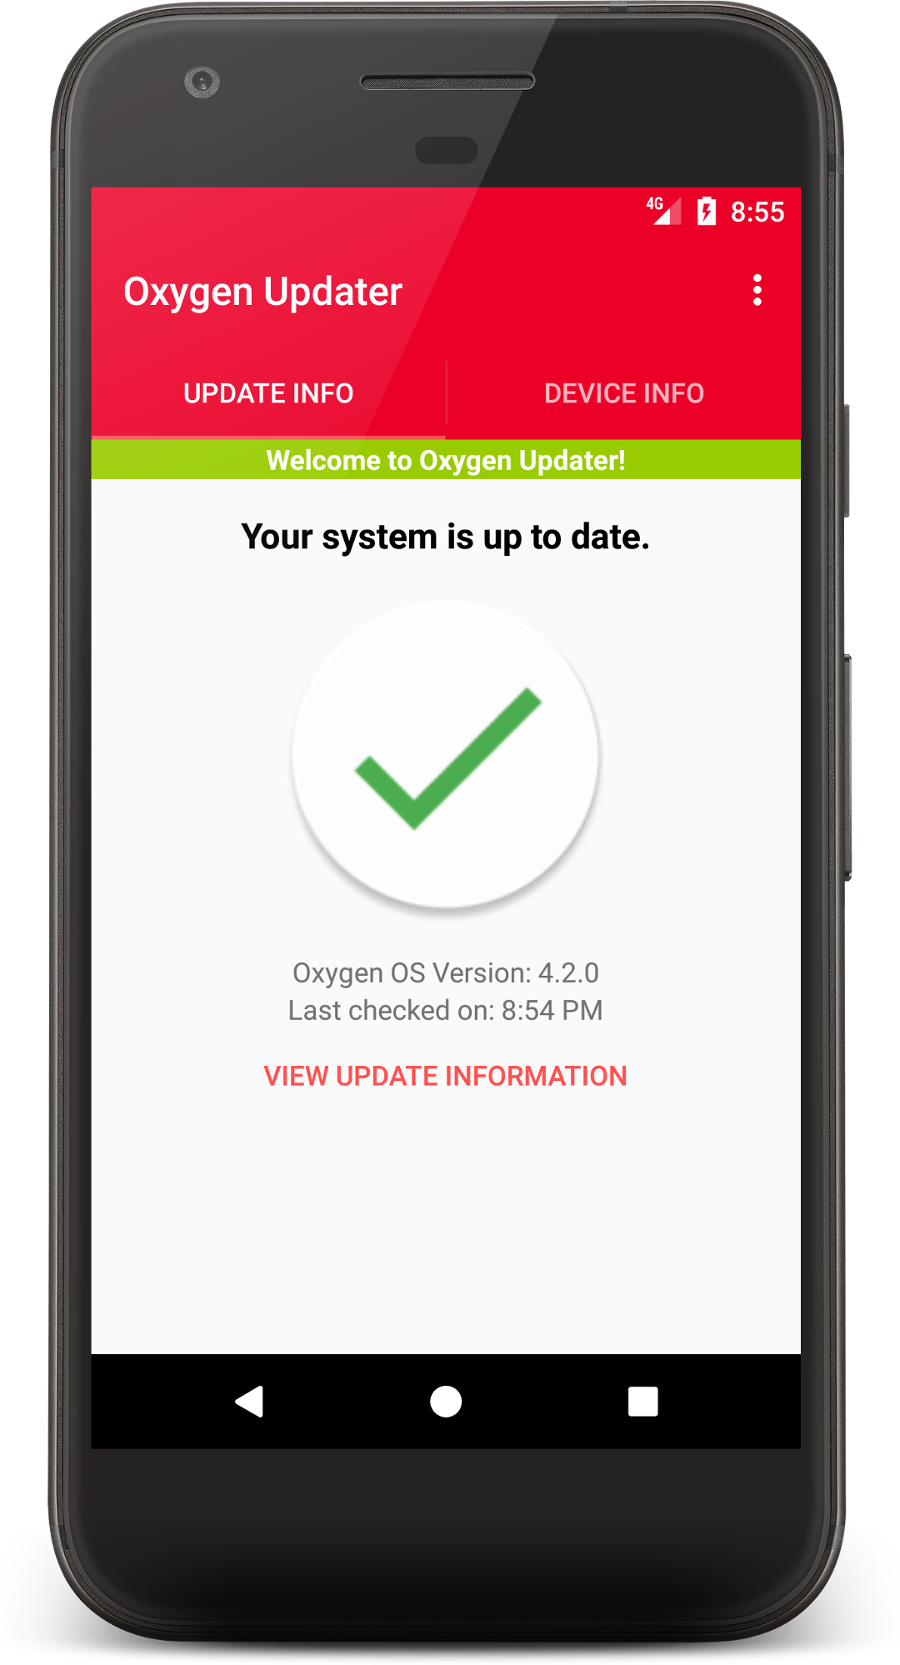 4G 8:55
Oxygen Updater
UPDATE INFO DEVICE INFO
Welcome to Oxygen Updater!
Your system is up to date.
Oxygen OS Version: 4.2.0
Last checked on: 8:54 PM
VIEW UPDATE INFORMATION